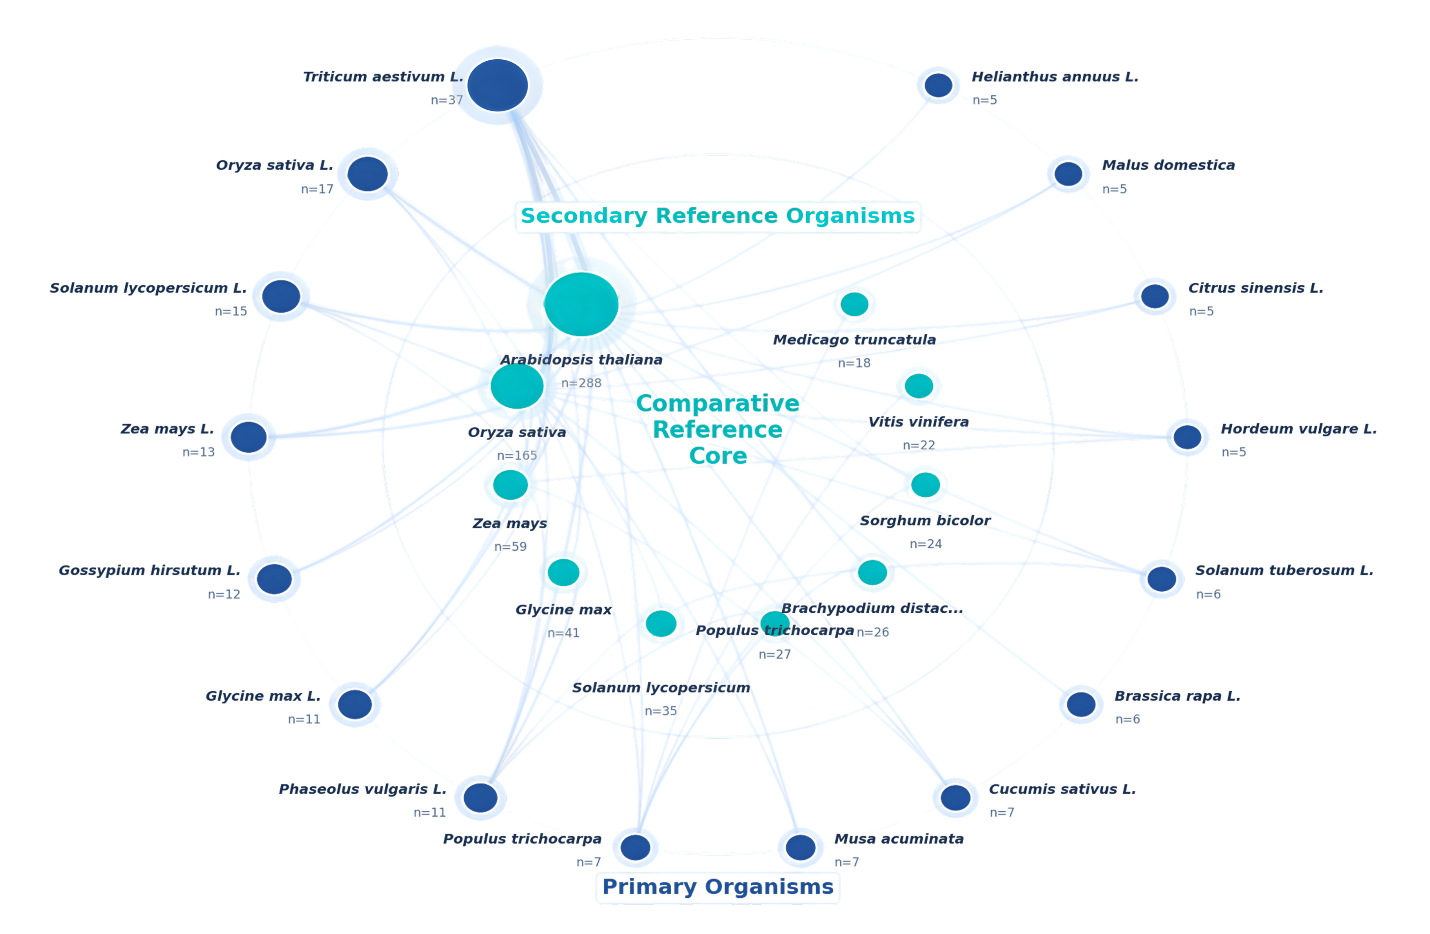 Triticum aestivum L.
n=37
Helianthus annuus L.
n=5
Oryza sativa L.
n=17
Malus domestica
n=5
Secondary Reference Organisms
Solanum lycopersicum L.
n=15
Citrus sinensis L.
n=5
Medicago truncatula
n=18
Arabidopsis thaliana
n=288
Comparative
Reference
Core
Vitis vinifera
n=22
Zea mays L.
n=13
Hordeum vulgare L.
n=5
Oryza sativa
n=165
Zea mays
n=59
Sorghum bicolor
n=24
Gossypium hirsutum L.
n=12
Solanum tuberosum L.
n=6
Glycine max
n=41
Brachypodium distac...
n=26
Populus trichocarpa
n=27
Solanum lycopersicum
n=35
Glycine max L.
n=11
Brassica rapa L.
n=6
Phaseolus vulgaris L.
n=11
Cucumis sativus L.
n=7
Populus trichocarpa
n=7
Musa acuminata
n=7
Primary Organisms